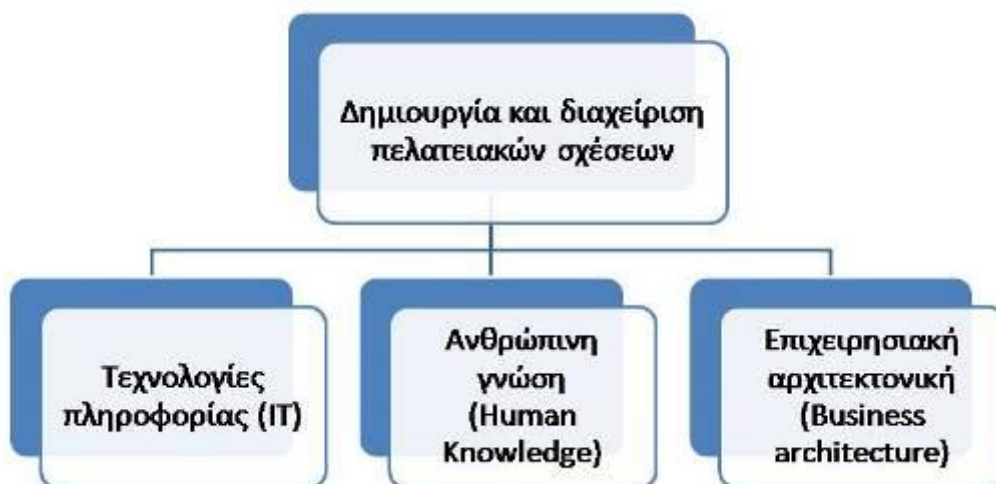 Δημιουργία και διαχείριση
πελατειακών σχέσεων
Τεχνολογίες
πληροφορίας (IT)
Ανθρώπινη
γνώση
(Human
Knowledge)
Επιχειρησιακή
αρχιτεκτονική
(Business
architecture)